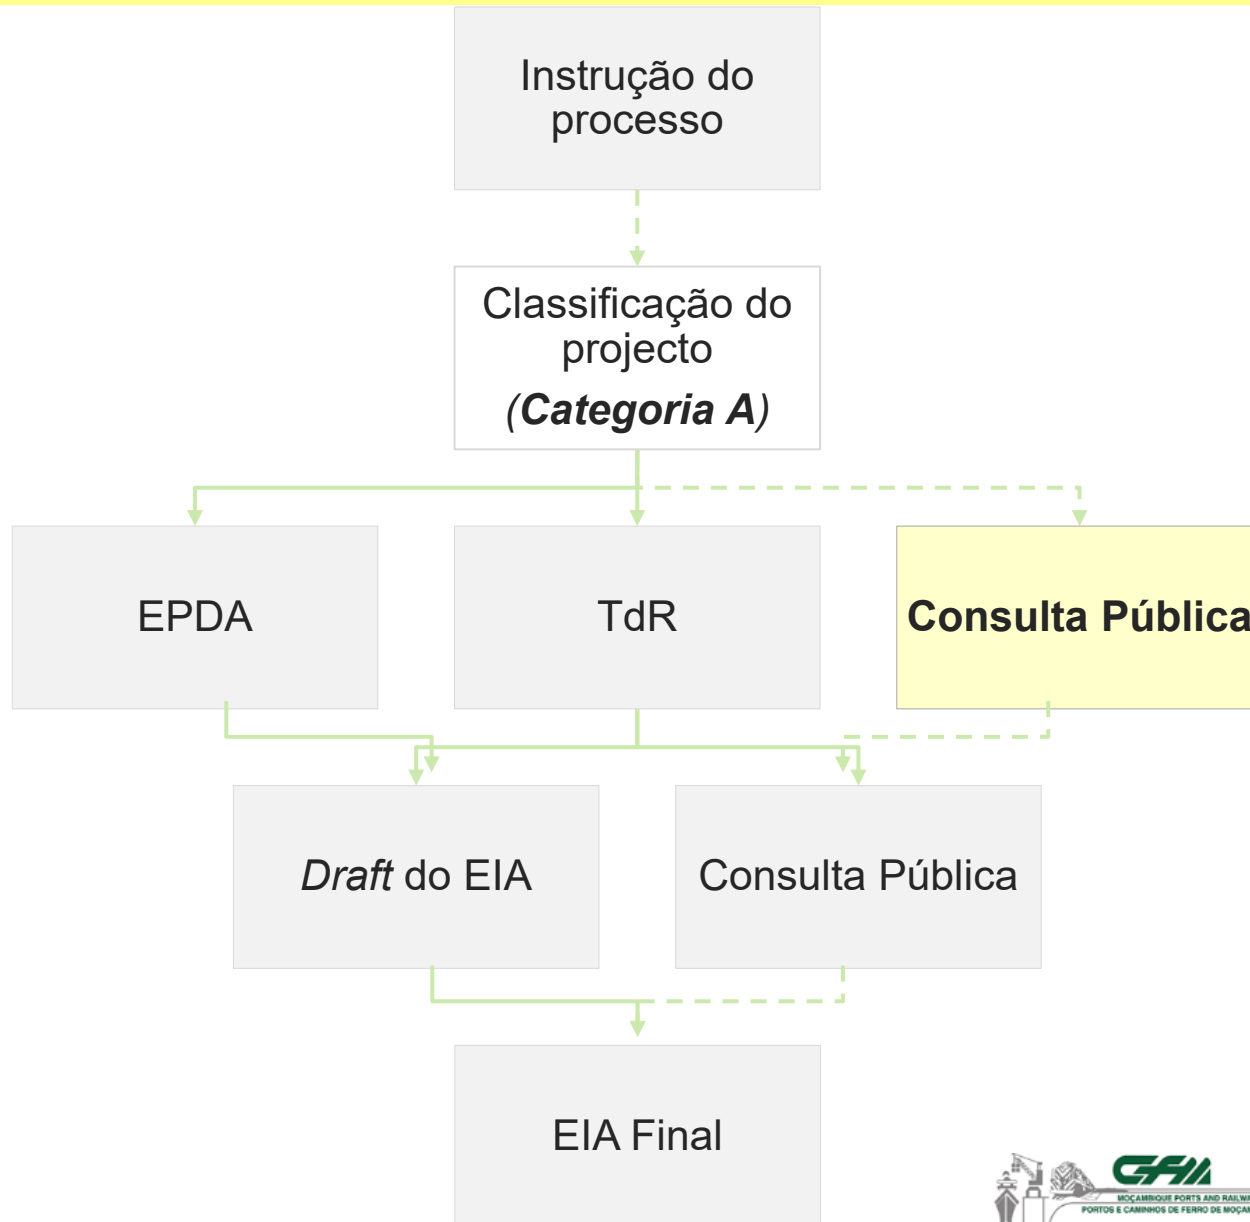 Instrução do
processo
Classificação do
projecto
(Categoria A)
EPDA
TdR
Consulta Pública
Draft do EIA
Consulta Pública
EIA Final
CFM
MOÇAMBIQUE PORTS AND RAILWA
PORTOS E CAMINHOS DE FERRO DE MOÇAM